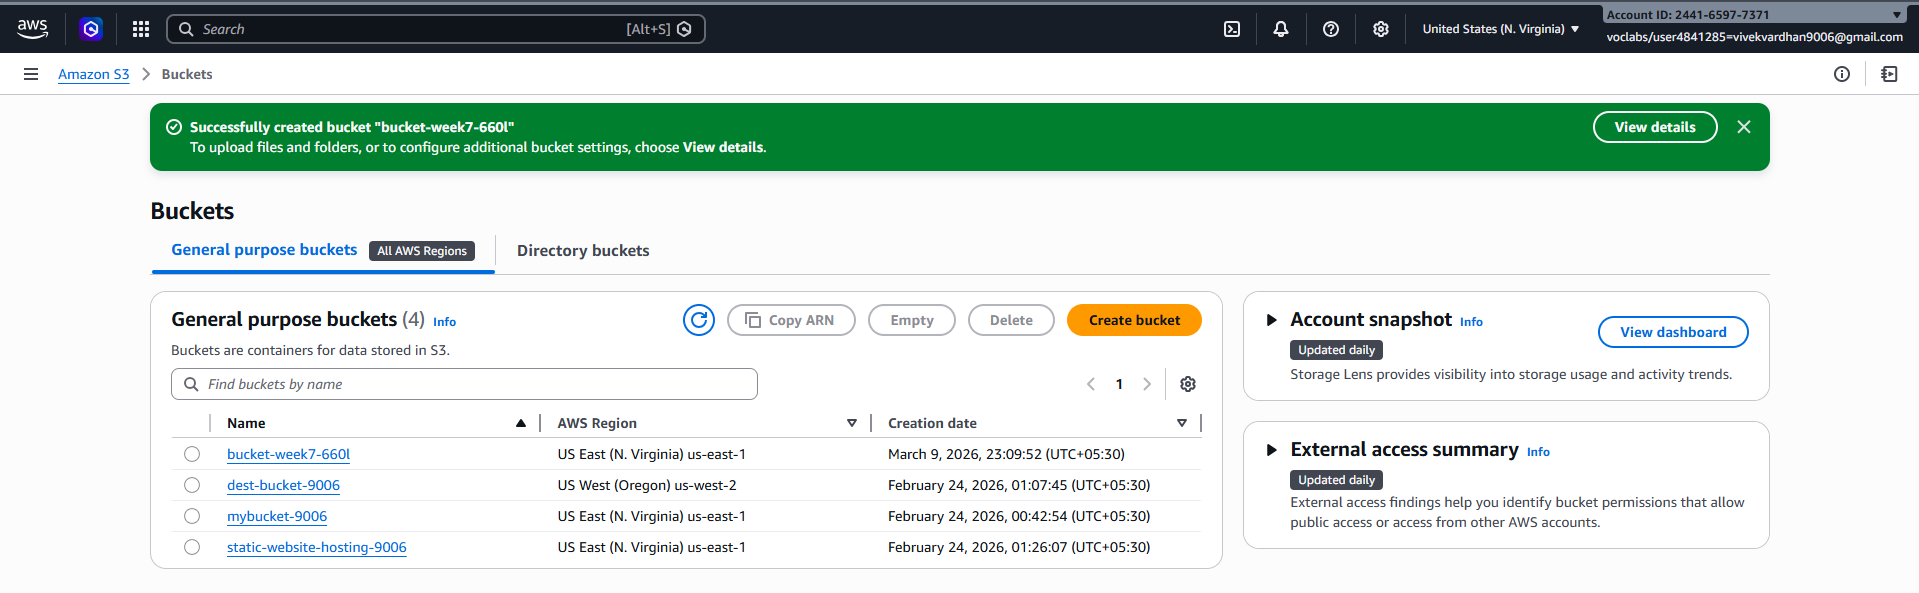 aws
Search
[Alt+S]
United States (N. Virginia)
Account ID: 2441-6597-7371
voclabs/user4841285=vivekvardhan9006@gmail.com
Amazon S3
Buckets
Successfully created bucket "bucket-week7-660l"
To upload files and folders, or to configure additional bucket settings, choose View details.
View details
Buckets
General purpose buckets
All AWS Regions
Directory buckets
General purpose buckets (4) Info
Copy ARN
Empty
Delete
Create bucket
Buckets are containers for data stored in S3.
Find buckets by name
1
Name AWS Region Creation date
bucket-week7-660l US East (N. Virginia) us-east-1 March 9, 2026, 23:09:52 (UTC+05:30)
dest-bucket-9006 US West (Oregon) us-west-2 February 24, 2026, 01:07:45 (UTC+05:30)
mybucket-9006 US East (N. Virginia) us-east-1 February 24, 2026, 00:42:54 (UTC+05:30)
static-website-hosting-9006 US East (N. Virginia) us-east-1 February 24, 2026, 01:26:07 (UTC+05:30)
Account snapshot Info
View dashboard
Updated daily
Storage Lens provides visibility into storage usage and activity trends.
External access summary Info
Updated daily
External access findings help you identify bucket permissions that allow
public access or access from other AWS accounts.